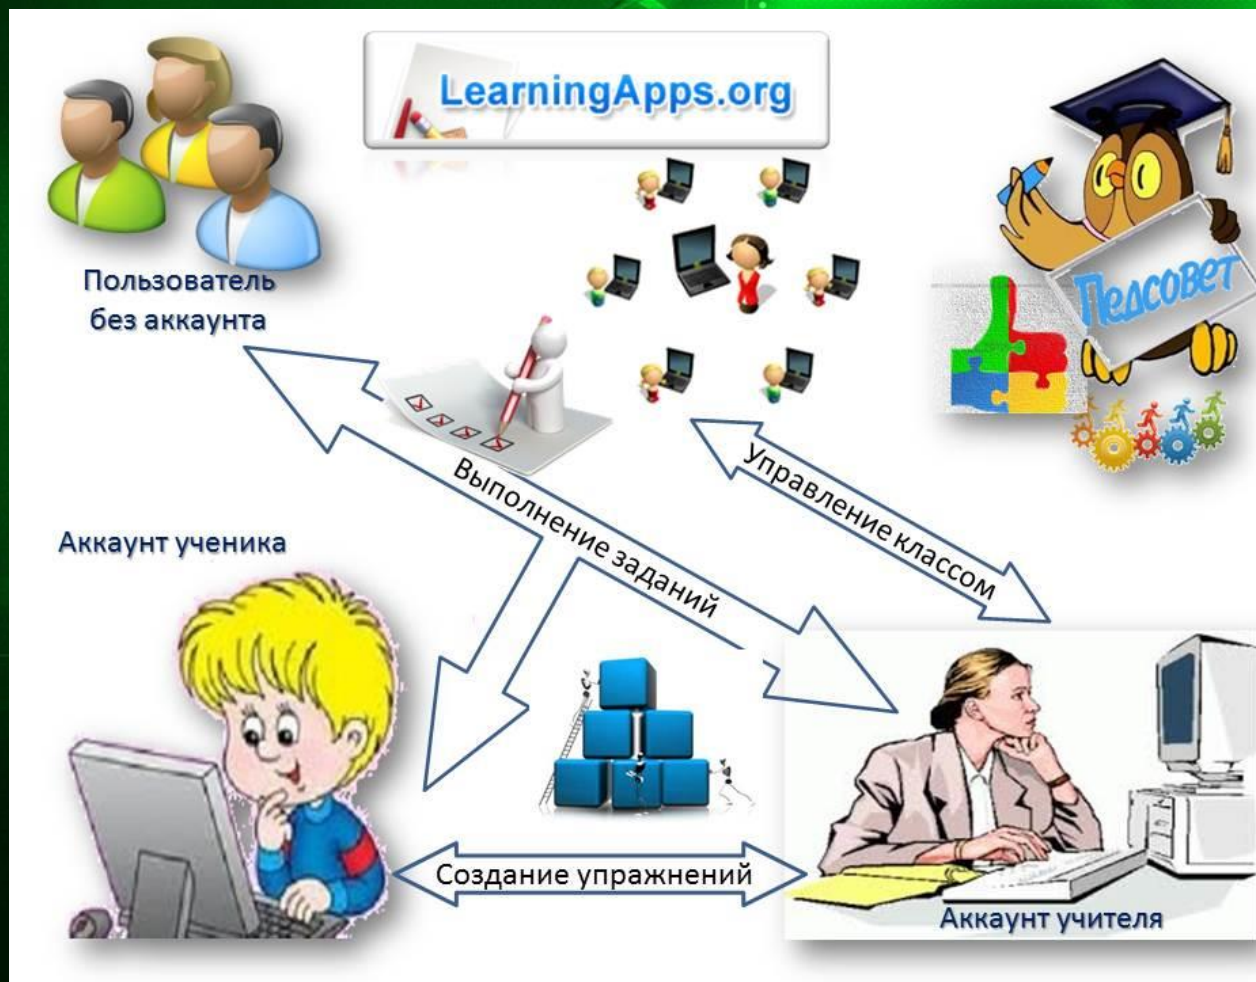 LearningApps.org
Пользователь
без аккаунта
Педсовет
Управление классом
Выполнение заданий
Аккаунт ученика
Создание упражнений
Аккаунт учителя